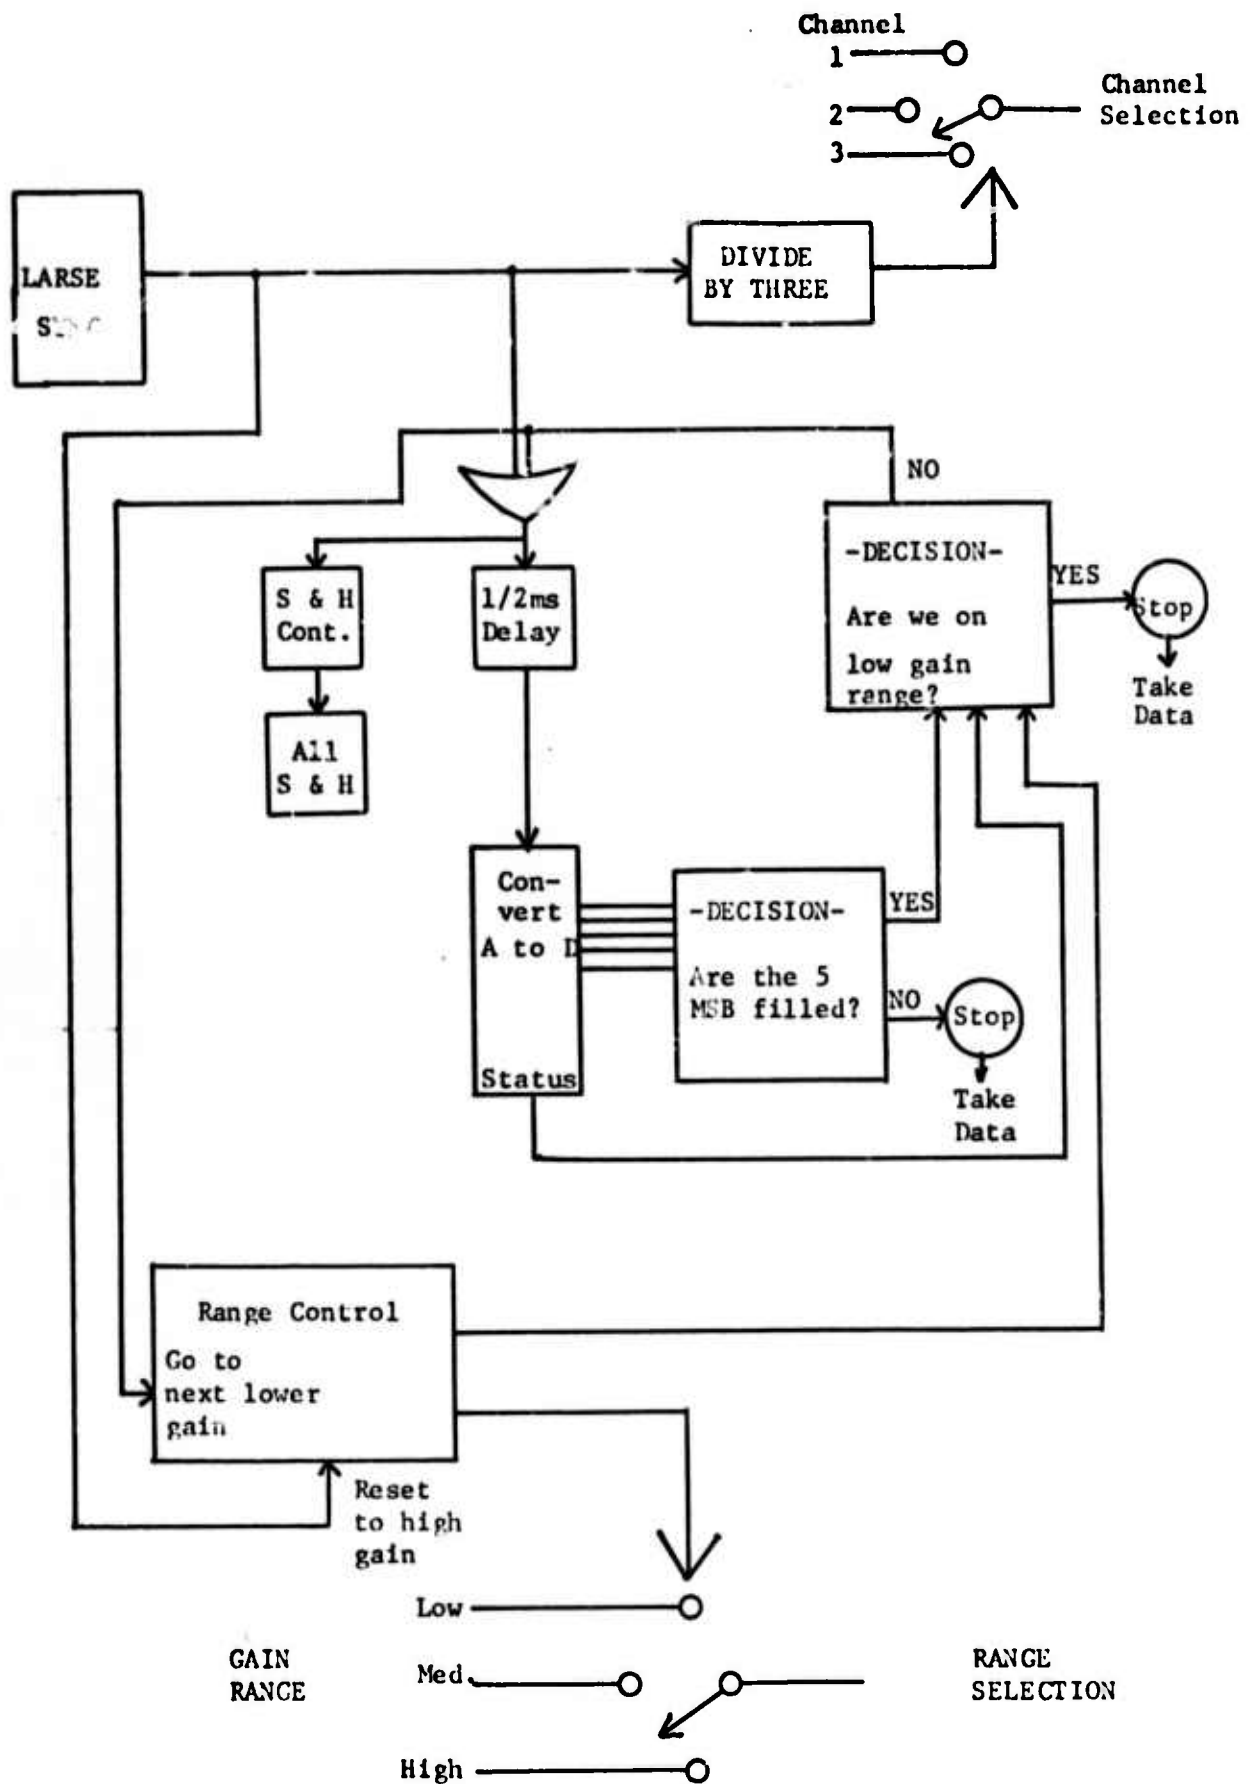 Channel
1
2
3
Channel
Selection
LARSE
DIVIDE
BY THREE
NO
-DECISION-
Are we on
low gain
range?
YES
Stop
Take
Data
S & H
Cont.
1/2ms
Delay
All
S & H
Con-
vert
A to D
Status
-DECISION-
Are the 5
MSB filled?
YES
NO
Stop
Take
Data
Range Control
Go to
next lower
gain
Reset
to high
gain
Low
GAIN
RANGE
Med.
RANGE
SELECTION
High